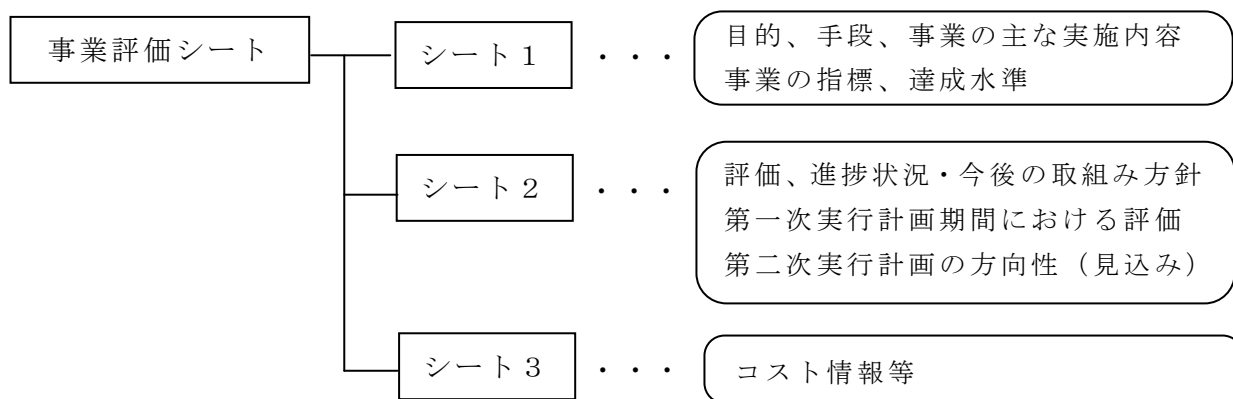 事業評価シート
シート１ ・・・
目的、手段、事業の主な実施内容
事業の指標、達成水準
シート２ ・・・
評価、進捗状況・今後の取組み方針
第一次実行計画期間における評価
第二次実行計画の方向性（見込み）
シート３ ・・・
コスト情報等